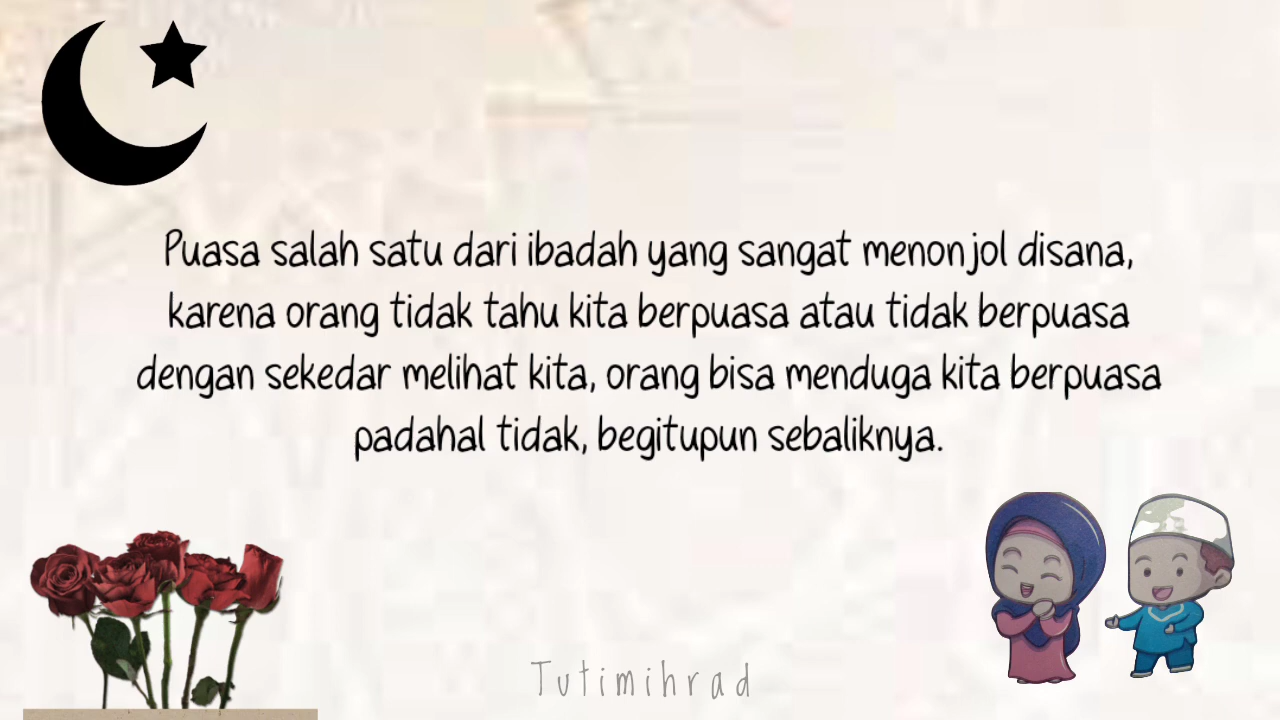 Puasa salah satu dari ibadah yang sangat menonjol disana,
karena orang tidak tahu kita berpuasa atau tidak berpuasa
dengan sekedar melihat kita, orang bisa menduga kita berpuasa
padahal tidak, begitupun sebaliknya.
Tutimihrad